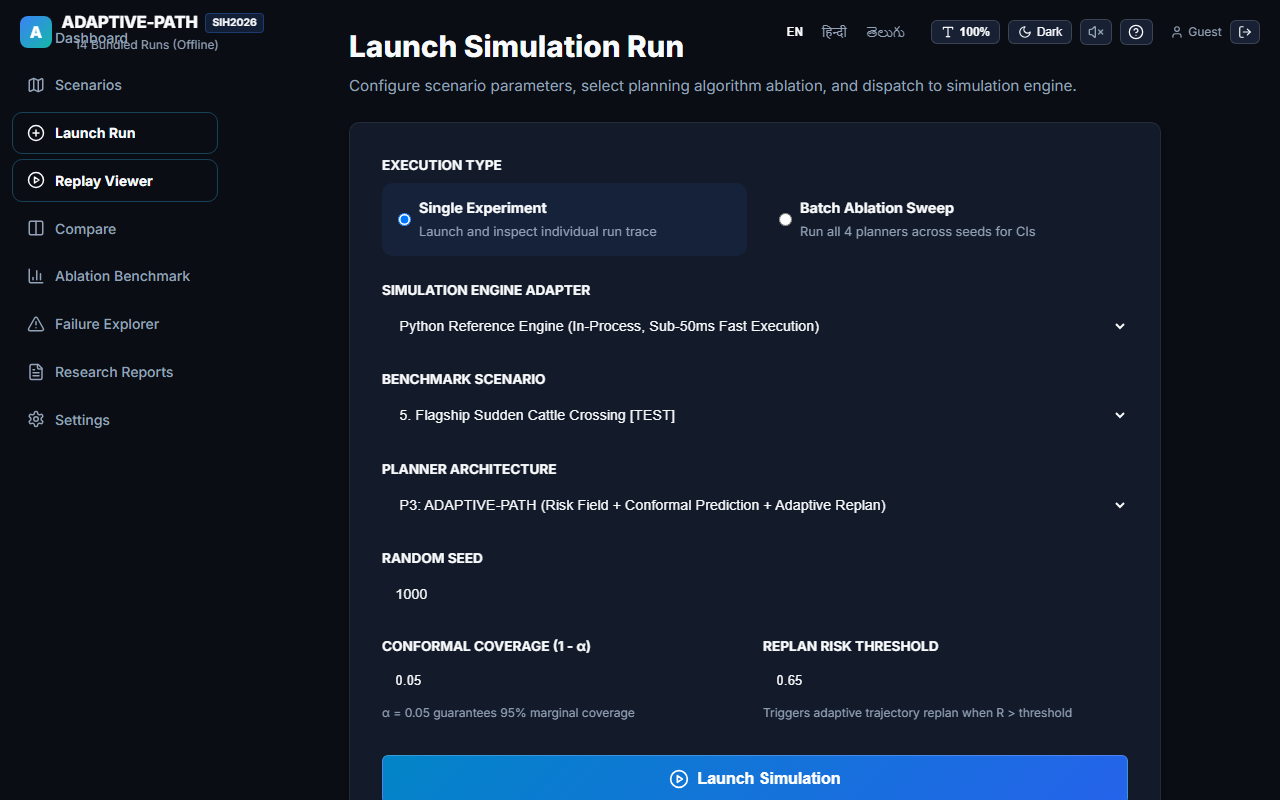 A
ADAPTIVE-PATH SIH2026
14 Bundled Runs (Offline)
Dashboard
Scenarios
Launch Run
Replay Viewer
Compare
Ablation Benchmark
Failure Explorer
Research Reports
Settings
EN हिन्दी తెలుగు 100% Dark Guest
Launch Simulation Run
Configure scenario parameters, select planning algorithm ablation, and dispatch to simulation engine.
EXECUTION TYPE
Single Experiment
Launch and inspect individual run trace
Batch Ablation Sweep
Run all 4 planners across seeds for CIs
SIMULATION ENGINE ADAPTER
Python Reference Engine (In-Process, Sub-50ms Fast Execution)
BENCHMARK SCENARIO
5. Flagship Sudden Cattle Crossing [TEST]
PLANNER ARCHITECTURE
P3: ADAPTIVE-PATH (Risk Field + Conformal Prediction + Adaptive Replan)
RANDOM SEED
1000
CONFORMAL COVERAGE (1 - α)
0.05
α = 0.05 guarantees 95% marginal coverage
REPLAN RISK THRESHOLD
0.65
Triggers adaptive trajectory replan when R > threshold
Launch Simulation